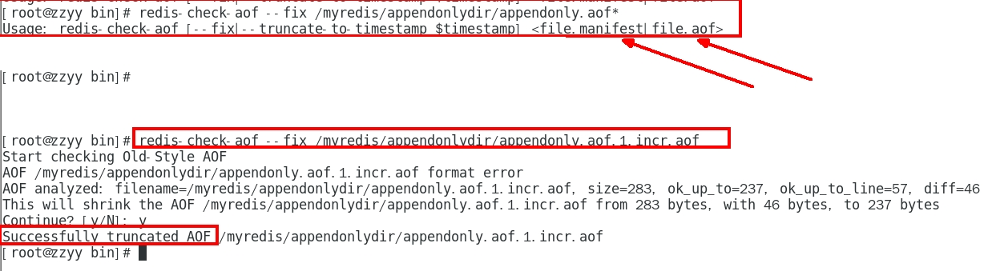 [root@zzyy bin]# redis-check-aof --fix /myredis/appendonlydir/appendonly.aof*
Usage: redis-check-aof [--fix|--truncate-to-timestamp $timestamp] <file.manifest|file.aof>
[root@zzyy bin]#
[root@zzyy bin]# redis-check-aof --fix /myredis/appendonlydir/appendonly.aof.1.incr.aof
Start checking Old-Style AOF
AOF /myredis/appendonlydir/appendonly.aof.1.incr.aof format error
AOF analyzed: filename=/myredis/appendonlydir/appendonly.aof.1.incr.aof, size=283, ok_up_to=237, ok_up_to_line=57, diff=46
This will shrink the AOF /myredis/appendonlydir/appendonly.aof.1.incr.aof from 283 bytes, with 46 bytes, to 237 bytes
Continue? [y/N]: y
Successfully truncated AOF /myredis/appendonlydir/appendonly.aof.1.incr.aof
[root@zzyy bin]#